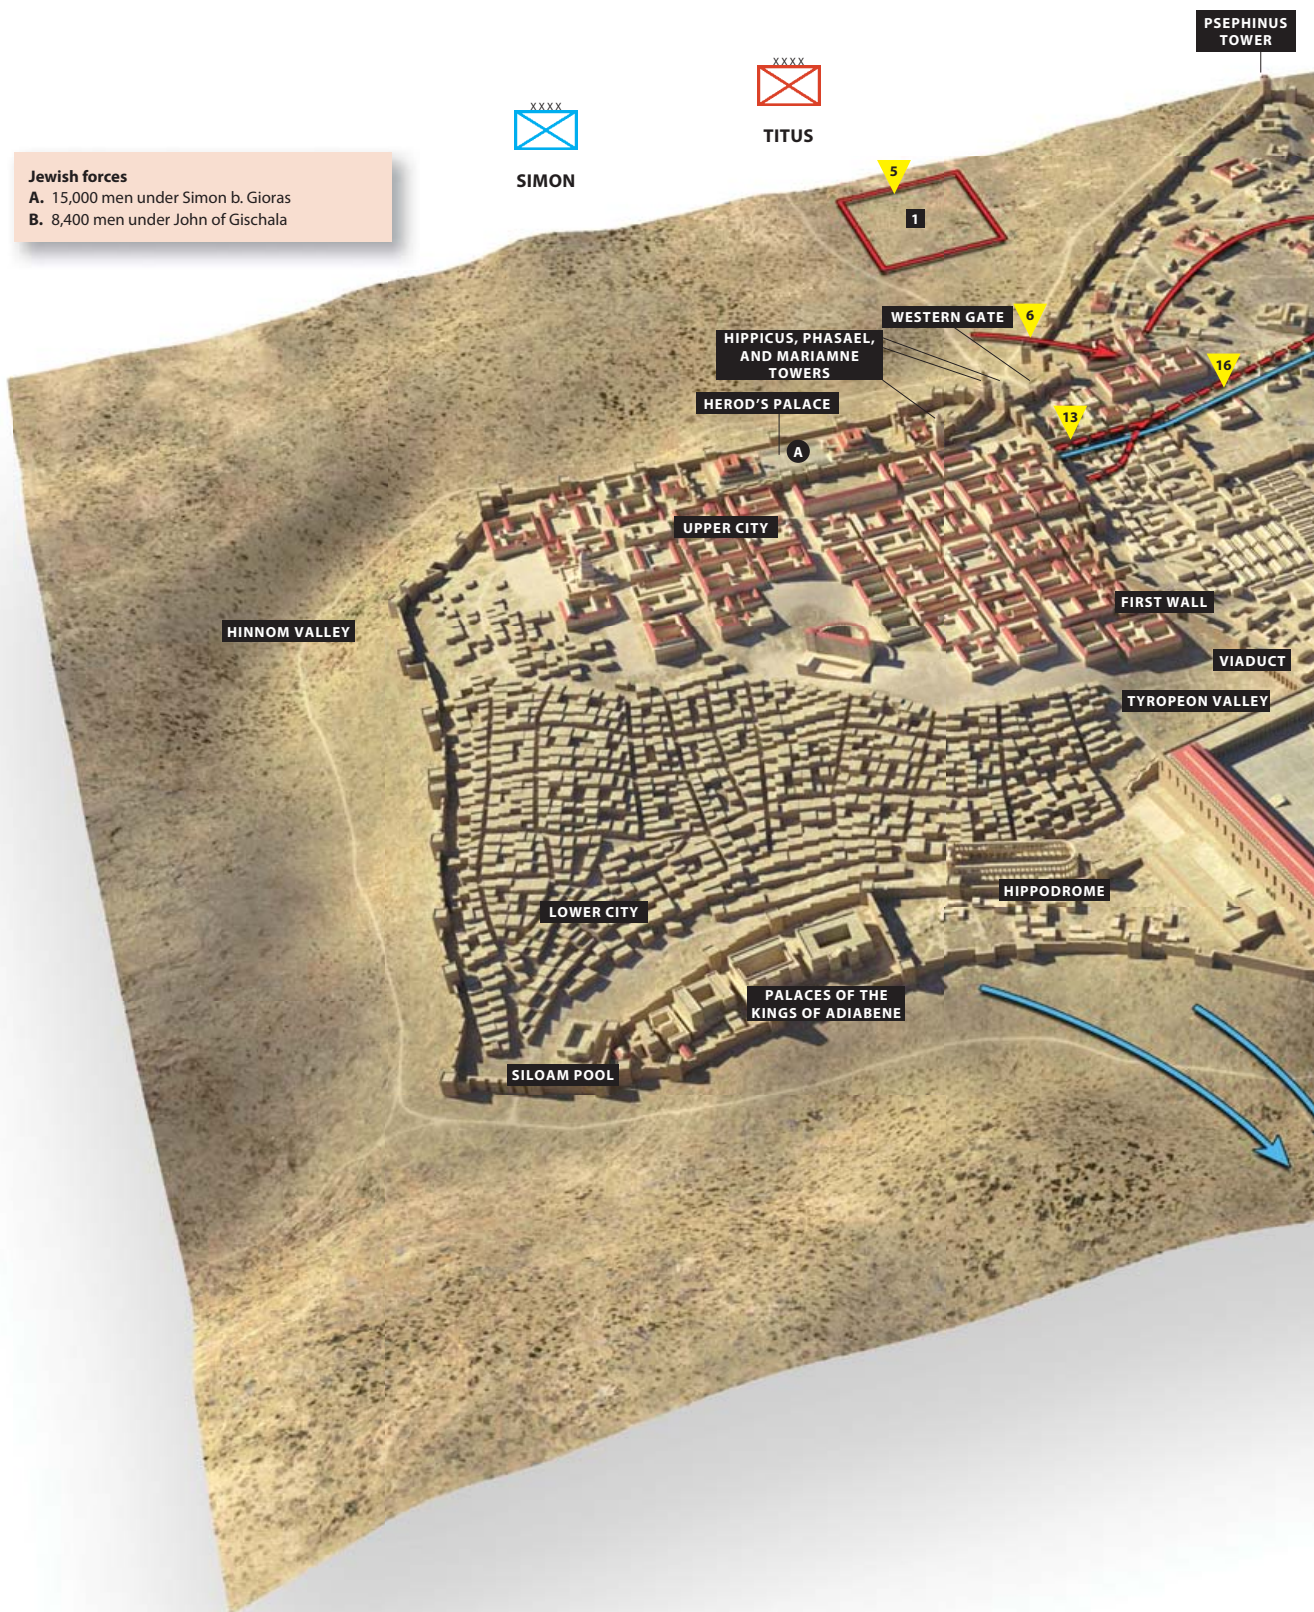 PSEPHINUS
TOWER
XXXX
TITUS
XXXX
SIMON
Jewish forces
A. 15,000 men under Simon b. Gioras
B. 8,400 men under John of Gischala
5
1
WESTERN GATE
6
HIPPICUS, PHASAEL,
AND MARIAMNE
TOWERS
16
HEROD'S PALACE
13
A
UPPER CITY
FIRST WALL
HINNOM VALLEY
VIADUCT
TYROPEON VALLEY
HIPPODROME
LOWER CITY
PALACES OF THE
KINGS OF ADIABENE
SILOAM POOL